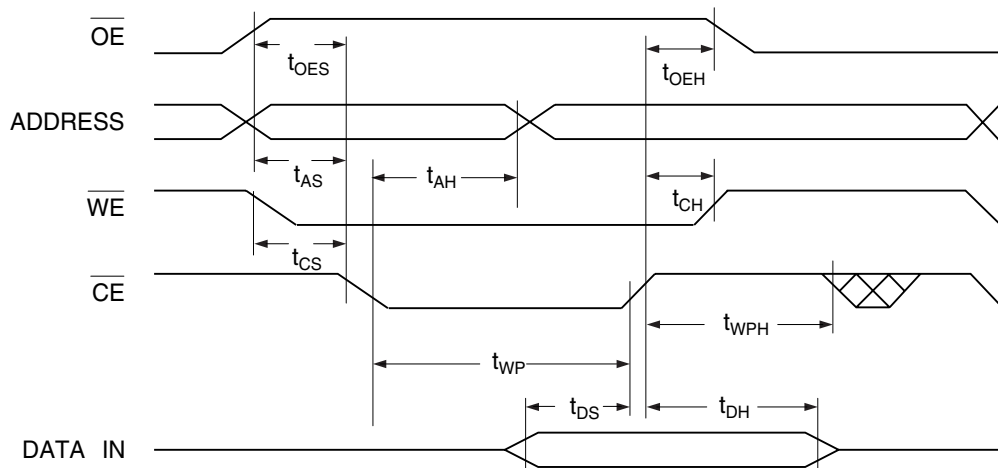 OE
tOES
tOEH
ADDRESS
tAS
tAH
WE
tCH
tCS
CE
tWPH
tWP
tDS
tDH
DATA IN